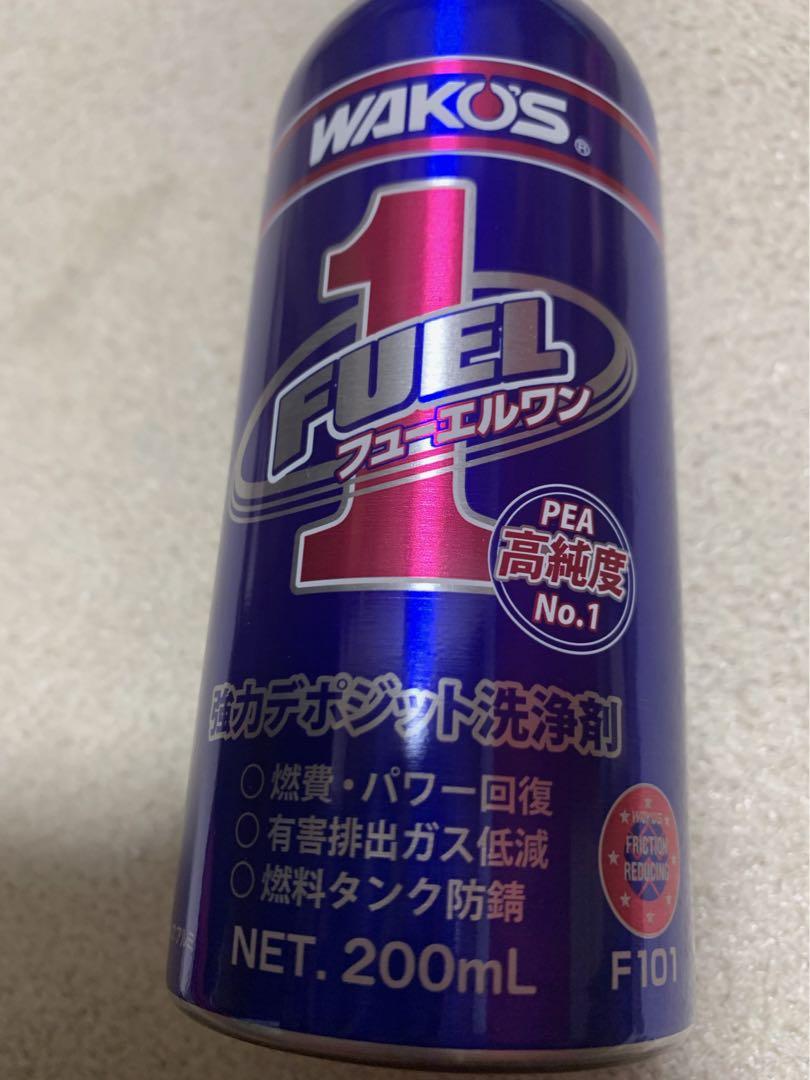 WAKO'S®
1
FUEL
フューエルワン
PEA
高純度
No.1
強力デポジット洗浄剤
○ 燃費・パワー回復
○ 有害排出ガス低減
○ 燃料タンク防錆
WAKO'S
FRICTION
REDUCING
NET. 200mL
F101